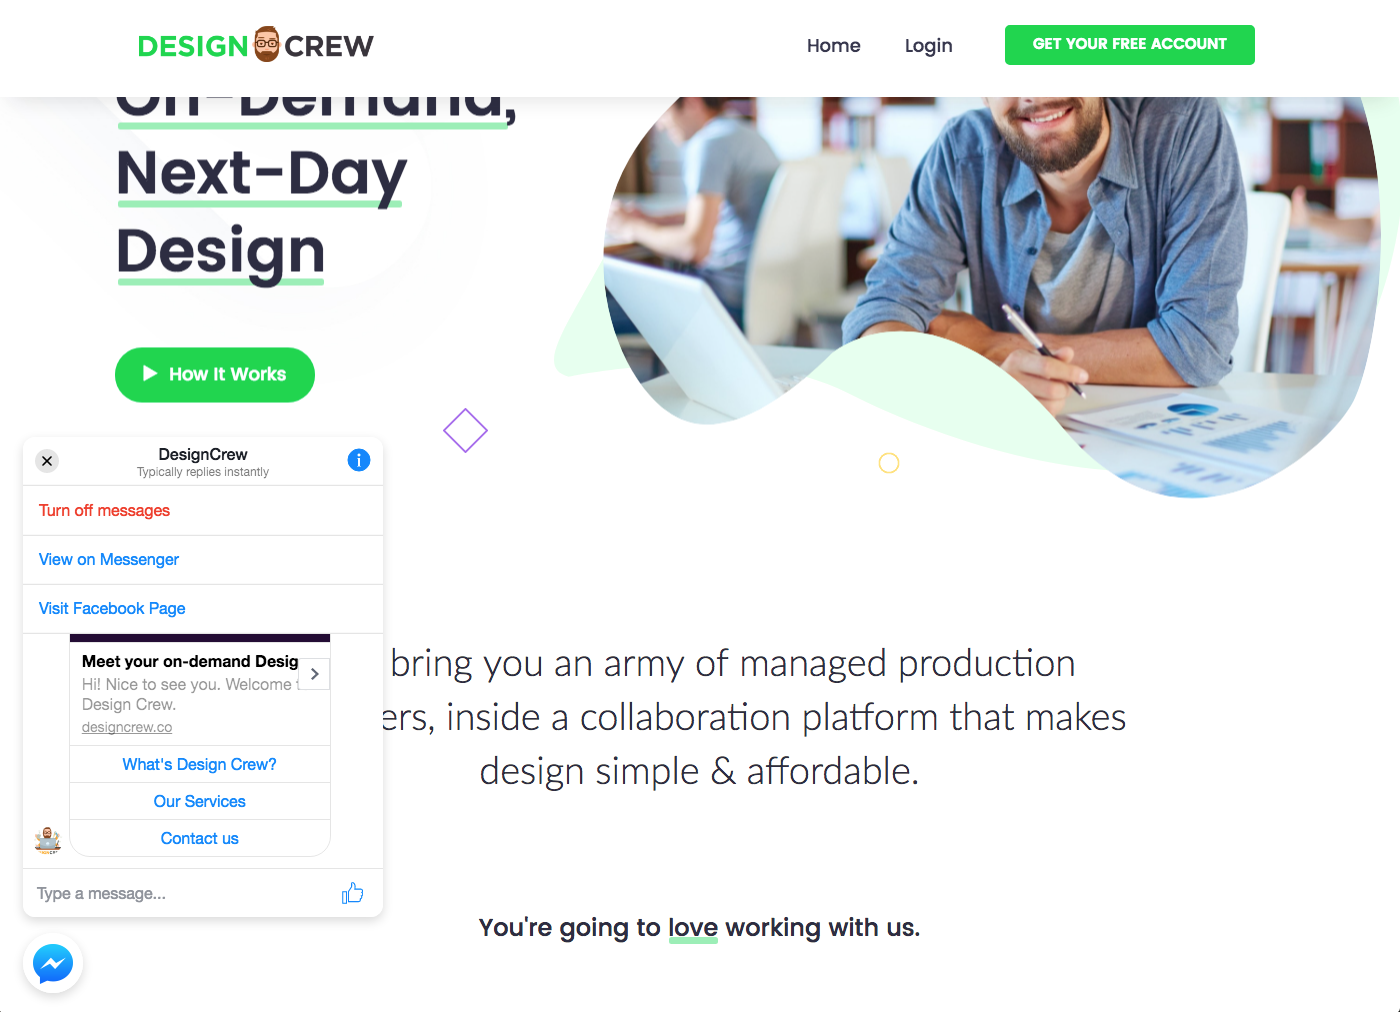 DESIGN CREW
Home
Login
GET YOUR FREE ACCOUNT
On-Demand,
Next-Day
Design
How It Works
DesignCrew
Typically replies instantly
Turn off messages
View on Messenger
Visit Facebook Page
Meet your on-demand Desig
Hi! Nice to see you. Welcome
Design Crew.
designcrew.co
What's Design Crew?
Our Services
Contact us
Type a message...
bring you an army of managed production
ers, inside a collaboration platform that makes
design simple & affordable.
You're going to love working with us.